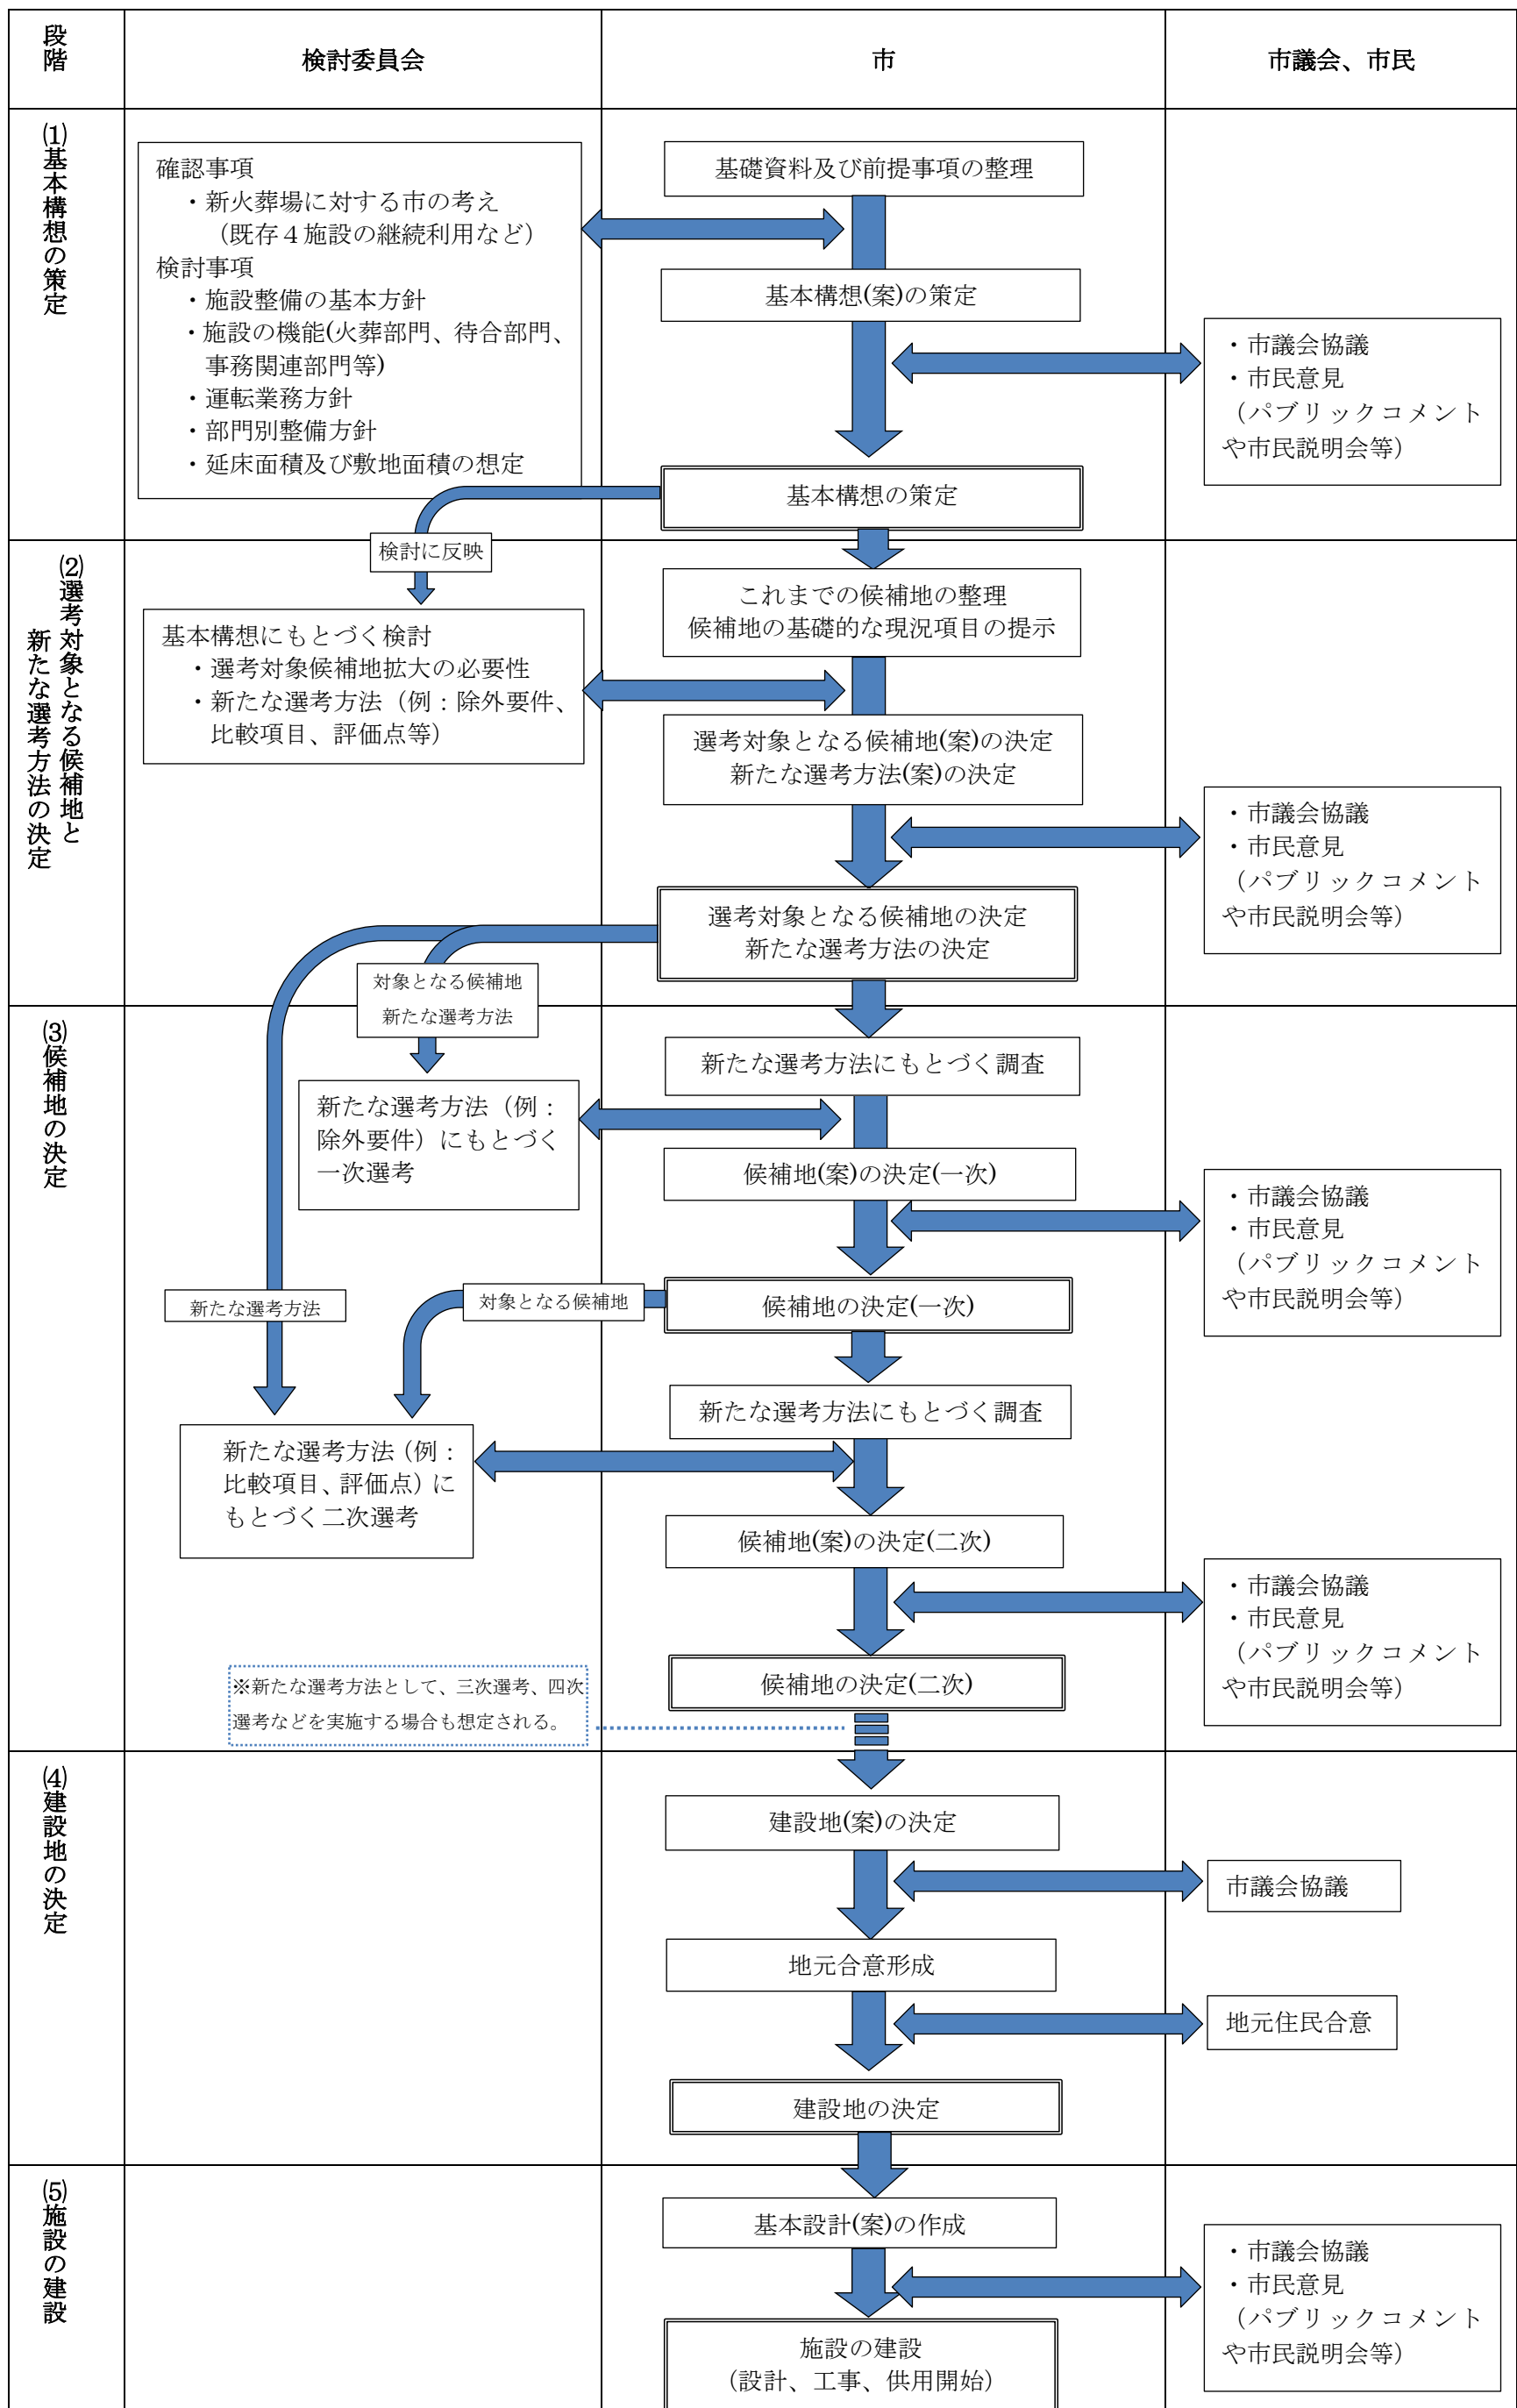 段階
検討委員会
市
市議会、市民
(1)基本構想の策定
確認事項
・新火葬場に対する市の考え
（既存４施設の継続利用など）
検討事項
・施設整備の基本方針
・施設の機能(火葬部門、待合部門、
事務関連部門等)
・運転業務方針
・部門別整備方針
・延床面積及び敷地面積の想定
基礎資料及び前提事項の整理
基本構想(案)の策定
・市議会協議
・市民意見
（パブリックコメント
や市民説明会等）
基本構想の策定
検討に反映
(2)選考対象となる候補地と
新たな選考方法の決定
これまでの候補地の整理
候補地の基礎的な現況項目の提示
基本構想にもとづく検討
・選考対象候補地拡大の必要性
・新たな選考方法（例：除外要件、
比較項目、評価点等）
選考対象となる候補地(案)の決定
新たな選考方法(案)の決定
・市議会協議
・市民意見
（パブリックコメント
や市民説明会等）
選考対象となる候補地の決定
新たな選考方法の決定
対象となる候補地
新たな選考方法
(3)候補地の決定
新たな選考方法にもとづく調査
新たな選考方法（例：
除外要件）にもとづく
一次選考
候補地(案)の決定(一次)
・市議会協議
・市民意見
（パブリックコメント
や市民説明会等）
新たな選考方法
対象となる候補地
候補地の決定(一次)
新たな選考方法にもとづく調査
新たな選考方法（例：
比較項目、評価点）に
もとづく二次選考
候補地(案)の決定(二次)
・市議会協議
・市民意見
（パブリックコメント
や市民説明会等）
候補地の決定(二次)
※新たな選考方法として、三次選考、四次
選考などを実施する場合も想定される。
(4)建設地の決定
建設地(案)の決定
市議会協議
地元合意形成
地元住民合意
建設地の決定
(5)施設の建設
基本設計(案)の作成
・市議会協議
・市民意見
（パブリックコメント
や市民説明会等）
施設の建設
（設計、工事、供用開始）